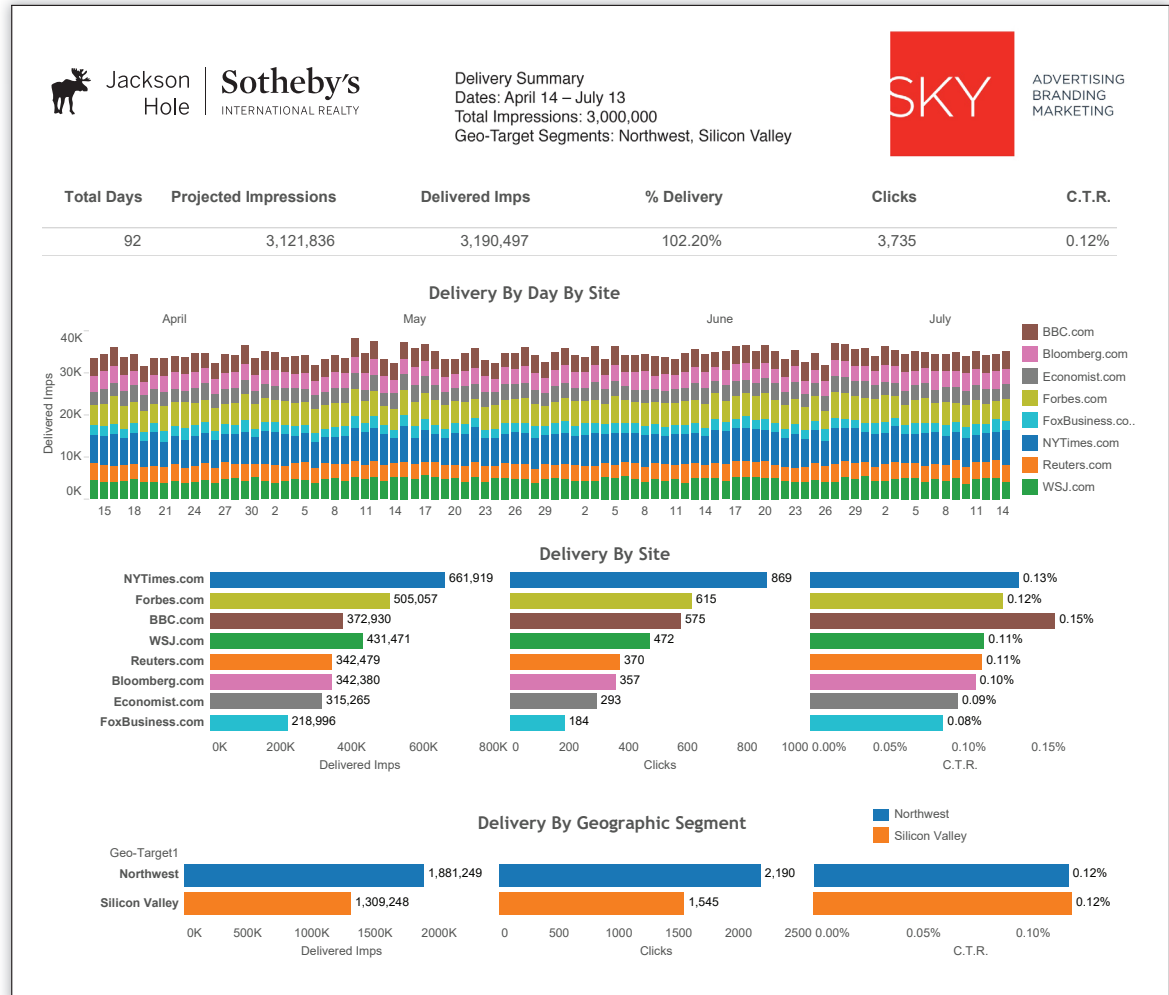 Jackson
Hole
Sotheby's
INTERNATIONAL REALTY
Delivery Summary
Dates: April 14 – July 13
Total Impressions: 3,000,000
Geo-Target Segments: Northwest, Silicon Valley
SKY
ADVERTISING
BRANDING
MARKETING
Total Days Projected Impressions Delivered Imps % Delivery Clicks C.T.R.
92 3,121,836 3,190,497 102.20% 3,735 0.12%
Delivery By Day By Site
April May June July
Delivered Imps
40K
30K
20K
10K
0K
15 18 21 24 27 30 2 5 8 11 14 17 20 23 26 29 2 5 8 11 14 17 20 23 26 29 2 5 8 11 14
BBC.com
Bloomberg.com
Economist.com
Forbes.com
FoxBusiness.co..
NYTimes.com
Reuters.com
WSJ.com
Delivery By Site
NYTimes.com 661,919 869 0.13%
Forbes.com 505,057 615 0.12%
BBC.com 372,930 575 0.15%
WSJ.com 431,471 472 0.11%
Reuters.com 342,479 370 0.11%
Bloomberg.com 342,380 357 0.10%
Economist.com 315,265 293 0.09%
FoxBusiness.com 218,996 184 0.08%
0K 200K 400K 600K 800K 0 200 400 600 800 1000 0.00% 0.05% 0.10% 0.15%
Delivered Imps Clicks C.T.R.
Delivery By Geographic Segment
Northwest
Silicon Valley
Geo-Target1
Northwest 1,881,249 2,190 0.12%
Silicon Valley 1,309,248 1,545 0.12%
0K 500K 1000K 1500K 2000K 0 500 1000 1500 2000 2500 0.00% 0.05% 0.10%
Delivered Imps Clicks C.T.R.